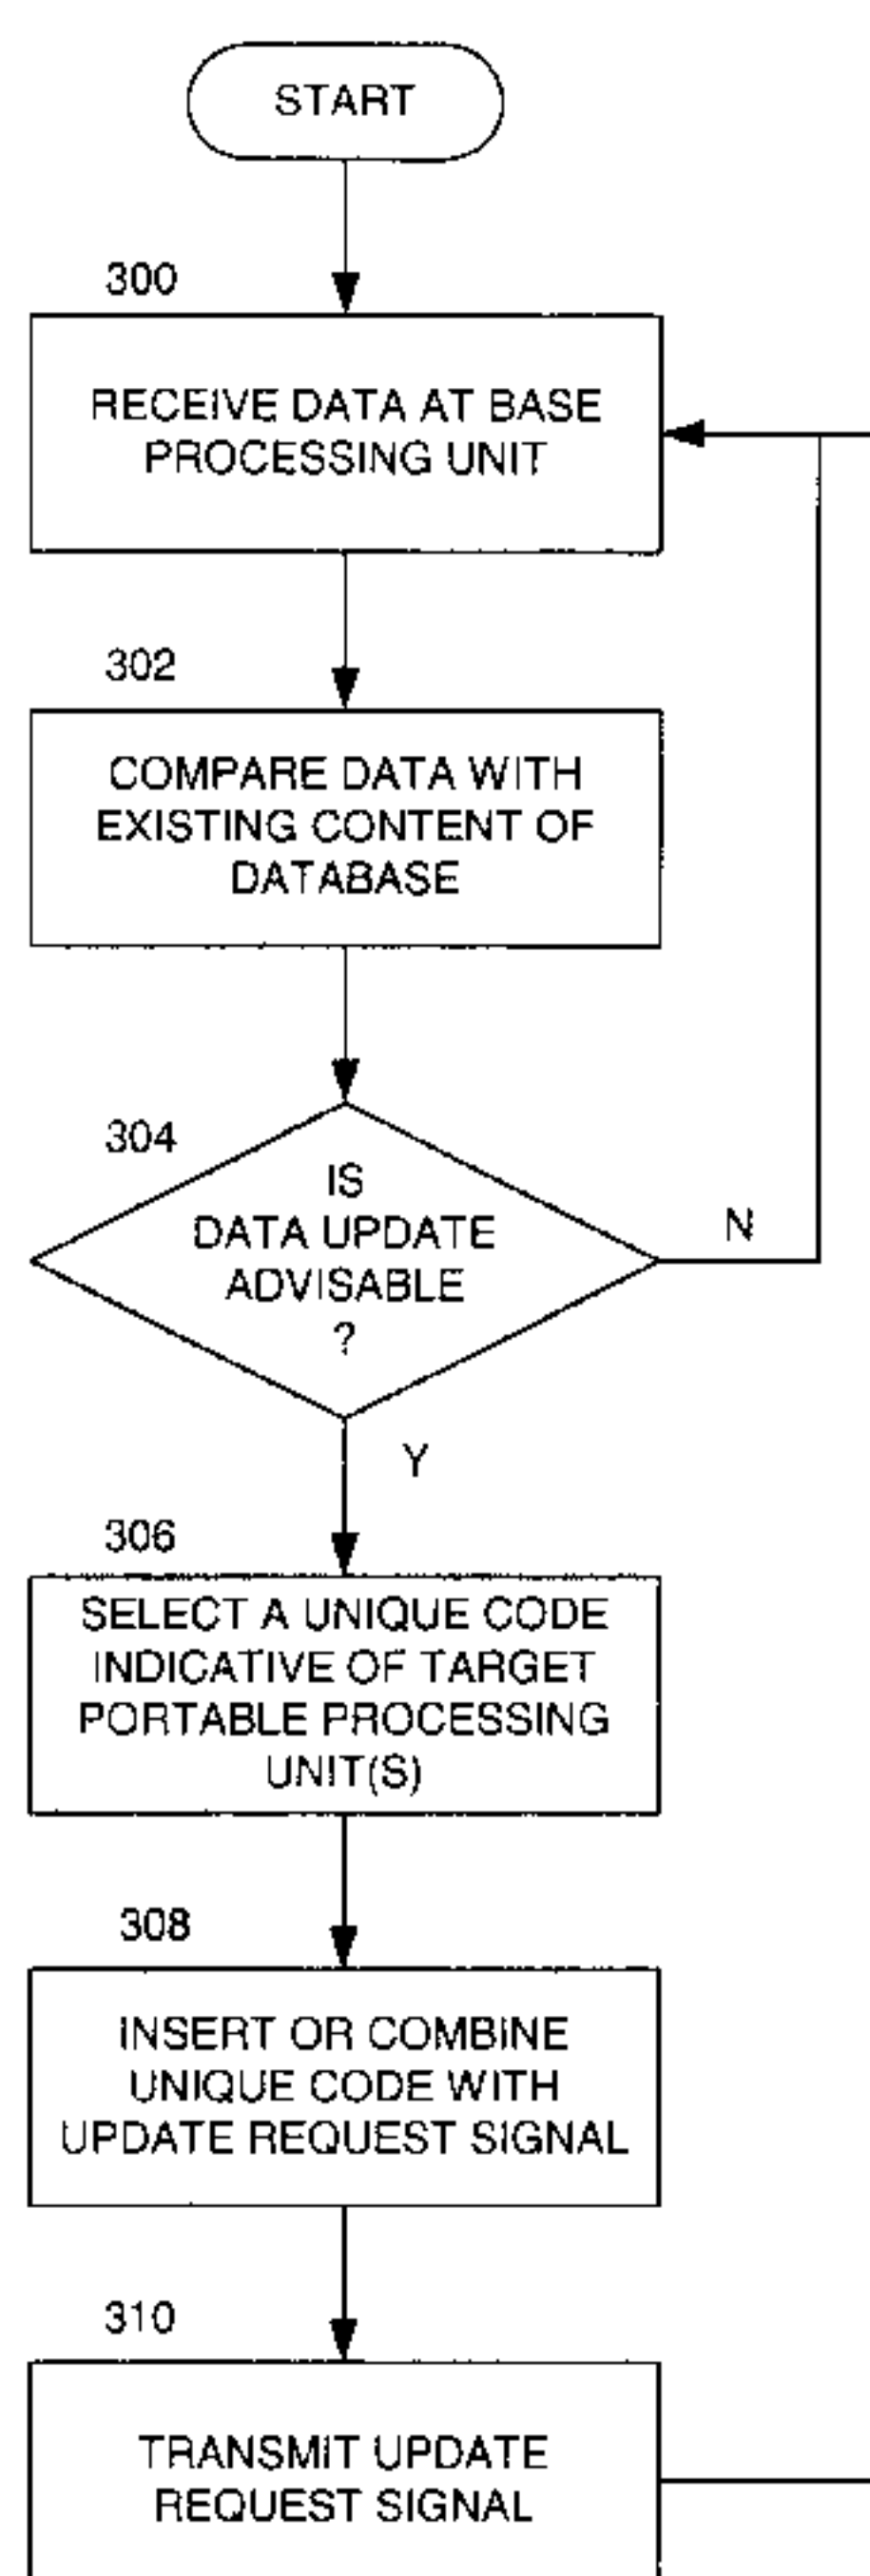 START
300
RECEIVE DATA AT BASE
PROCESSING UNIT
302
COMPARE DATA WITH
EXISTING CONTENT OF
DATABASE
304
IS
DATA UPDATE
ADVISABLE
?
N
Y
306
SELECT A UNIQUE CODE
INDICATIVE OF TARGET
PORTABLE PROCESSING
UNIT(S)
308
INSERT OR COMBINE
UNIQUE CODE WITH
UPDATE REQUEST SIGNAL
310
TRANSMIT UPDATE
REQUEST SIGNAL